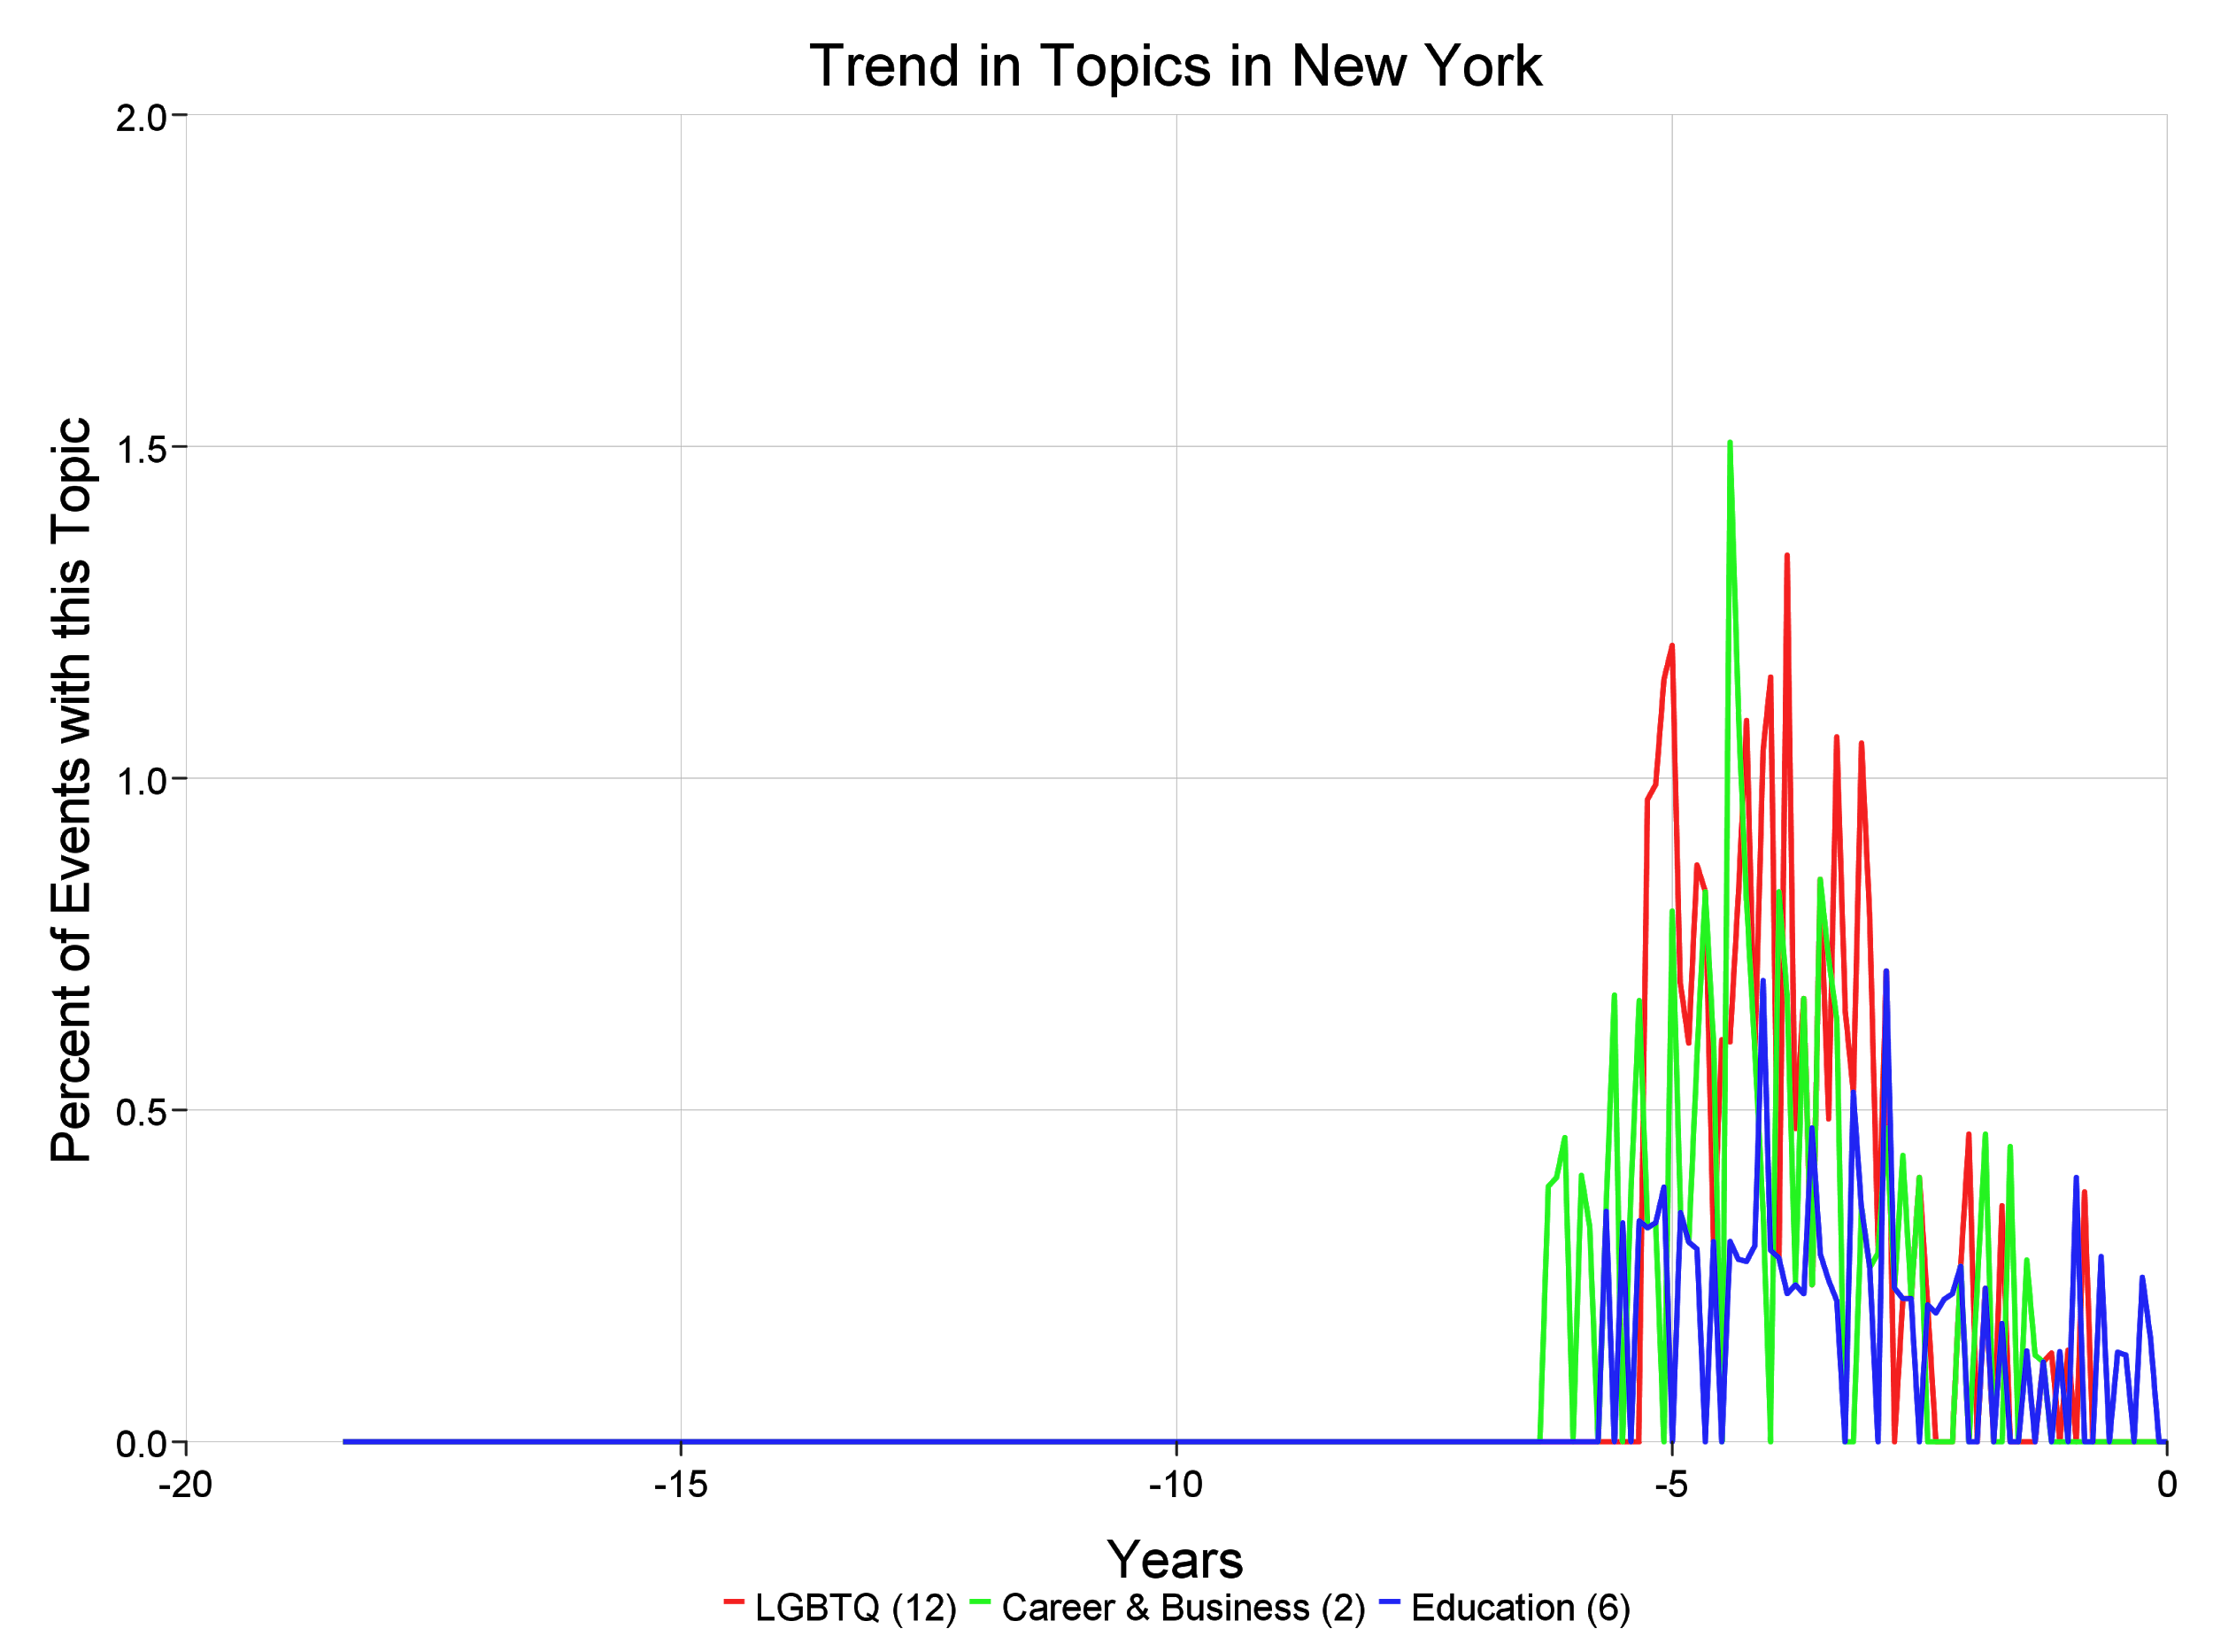 Trend in Topics in New York
Percent of Events with this Topic
2.0
1.5
1.0
0.5
0.0
-20 -15 -10 -5 0
Years
LGBTQ (12) Career & Business (2) Education (6)